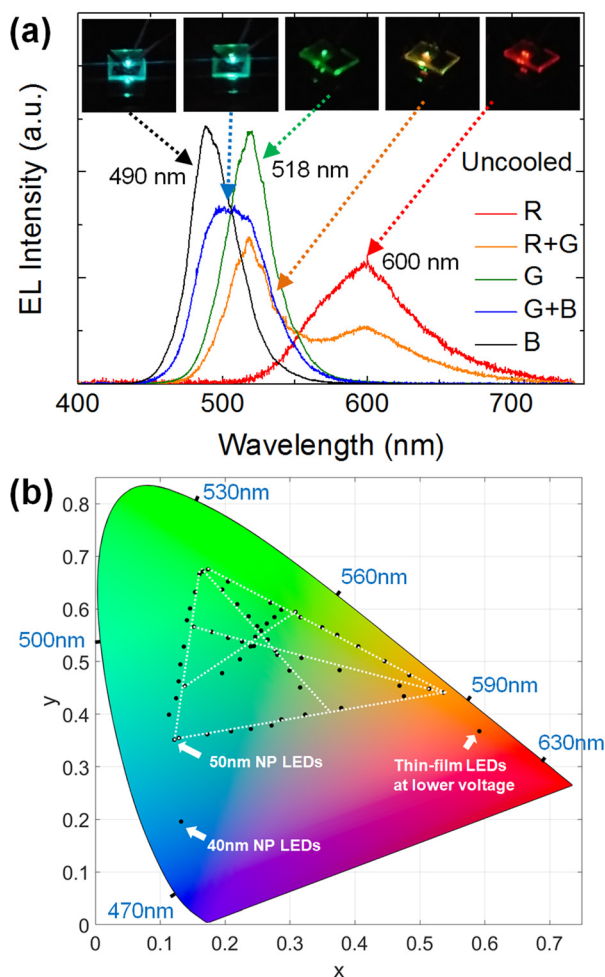 (a)
EL Intensity (a.u.)
490 nm
518 nm
600 nm
Uncooled
R
R+G
G
G+B
B
400 500 600 700
Wavelength (nm)
(b)
0.8
0.7
0.6
0.5
0.4
0.3
0.2
0.1
0
y
530nm
560nm
500nm
590nm
630nm
470nm
50nm NP LEDs
Thin-film LEDs
at lower voltage
40nm NP LEDs
0 0.1 0.2 0.3 0.4 0.5 0.6 0.7
x